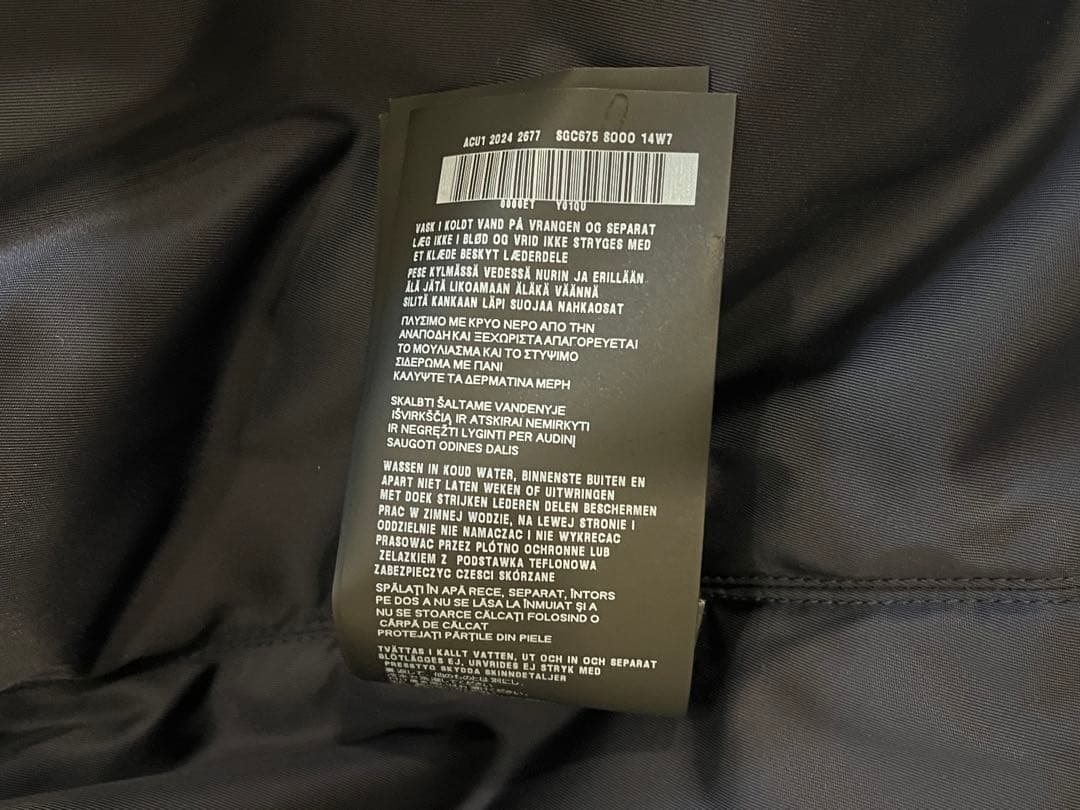 ACU1 2024 2677 SGC675 SOOO 14W7
VASK I KOLDT VAND PÅ VRANGEN OG SEPARAT
LÆG IKKE I BLØD OG VRID IKKE STRYGES MED
ET KLÆDE BESKYT LÆDERDELE
PESE KYLMÄSSÄ VEDESSÄ NURIN JA ERILLÄÄN
ÄLÄ JÄTÄ LIKOAMAAN ÄLÄKÄ VÄÄNNÄ
SILITÄ KANKAAN LÄPI SUOJAA NAHKAOSAT
ΠΛΥΣΙΜΟ ΜΕ ΚΡΥΟ ΝΕΡΟ ΑΠΟ ΤΗΝ
ΑΝΑΠΟΔΗ ΚΑΙ ΞΕΧΩΡΙΣΤΑ ΑΠΑΓΟΡΕΥΕΤΑΙ
ΤΟ ΜΟΥΛΙΑΣΜΑ ΚΑΙ ΤΟ ΣΤΥΨΙΜΟ
ΣΙΔΕΡΩΜΑ ΜΕ ΠΑΝΙ
ΚΑΛΥΨΤΕ ΤΑ ΔΕΡΜΑΤΙΝΑ ΜΕΡΗ
SKALBTI ŠALTAME VANDENYJE
IŠVIRKŠČIĄ IR ATSKIRAI NEMIRKYTI
IR NEGRĘŽTI LYGINTI PER AUDINĮ
SAUGOTI ODINES DALIS
WASSEN IN KOUD WATER, BINNENSTE BUITEN EN
APART NIET LATEN WEKEN OF UITWRINGEN
MET DOEK STRIJKEN LEDEREN DELEN BESCHERMEN
PRAC W ZIMNEJ WODZIE, NA LEWEJ STRONIE I
ODDZIELNIE NIE NAMACZAC I NIE WYKRECAC
PRASOWAC PRZEZ PLÓTNO OCHRONNE LUB
ZELAZKIEM Z PODSTAWKA TEFLONOWA
ZABEZPIECZYC CZESCI SKÓRZANE
SPĂLAŢI ÎN APĂ RECE, SEPARAT, ÎNTORS
PE DOS A NU SE LĂSA LA ÎNMUIAT ŞI A
NU SE STOARCE CĂLCAŢI FOLOSIND O
CÂRPĂ DE CĂLCAT
PROTEJAŢI PĂRŢILE DIN PIELE
TVÄTTAS I KALLT VATTEN, UT OCH IN OCH SEPARAT
BLÖTLÄGGES EJ, URVRIDES EJ STRYK MED
PRESSTYG SKYDDA SKINNDETALJER